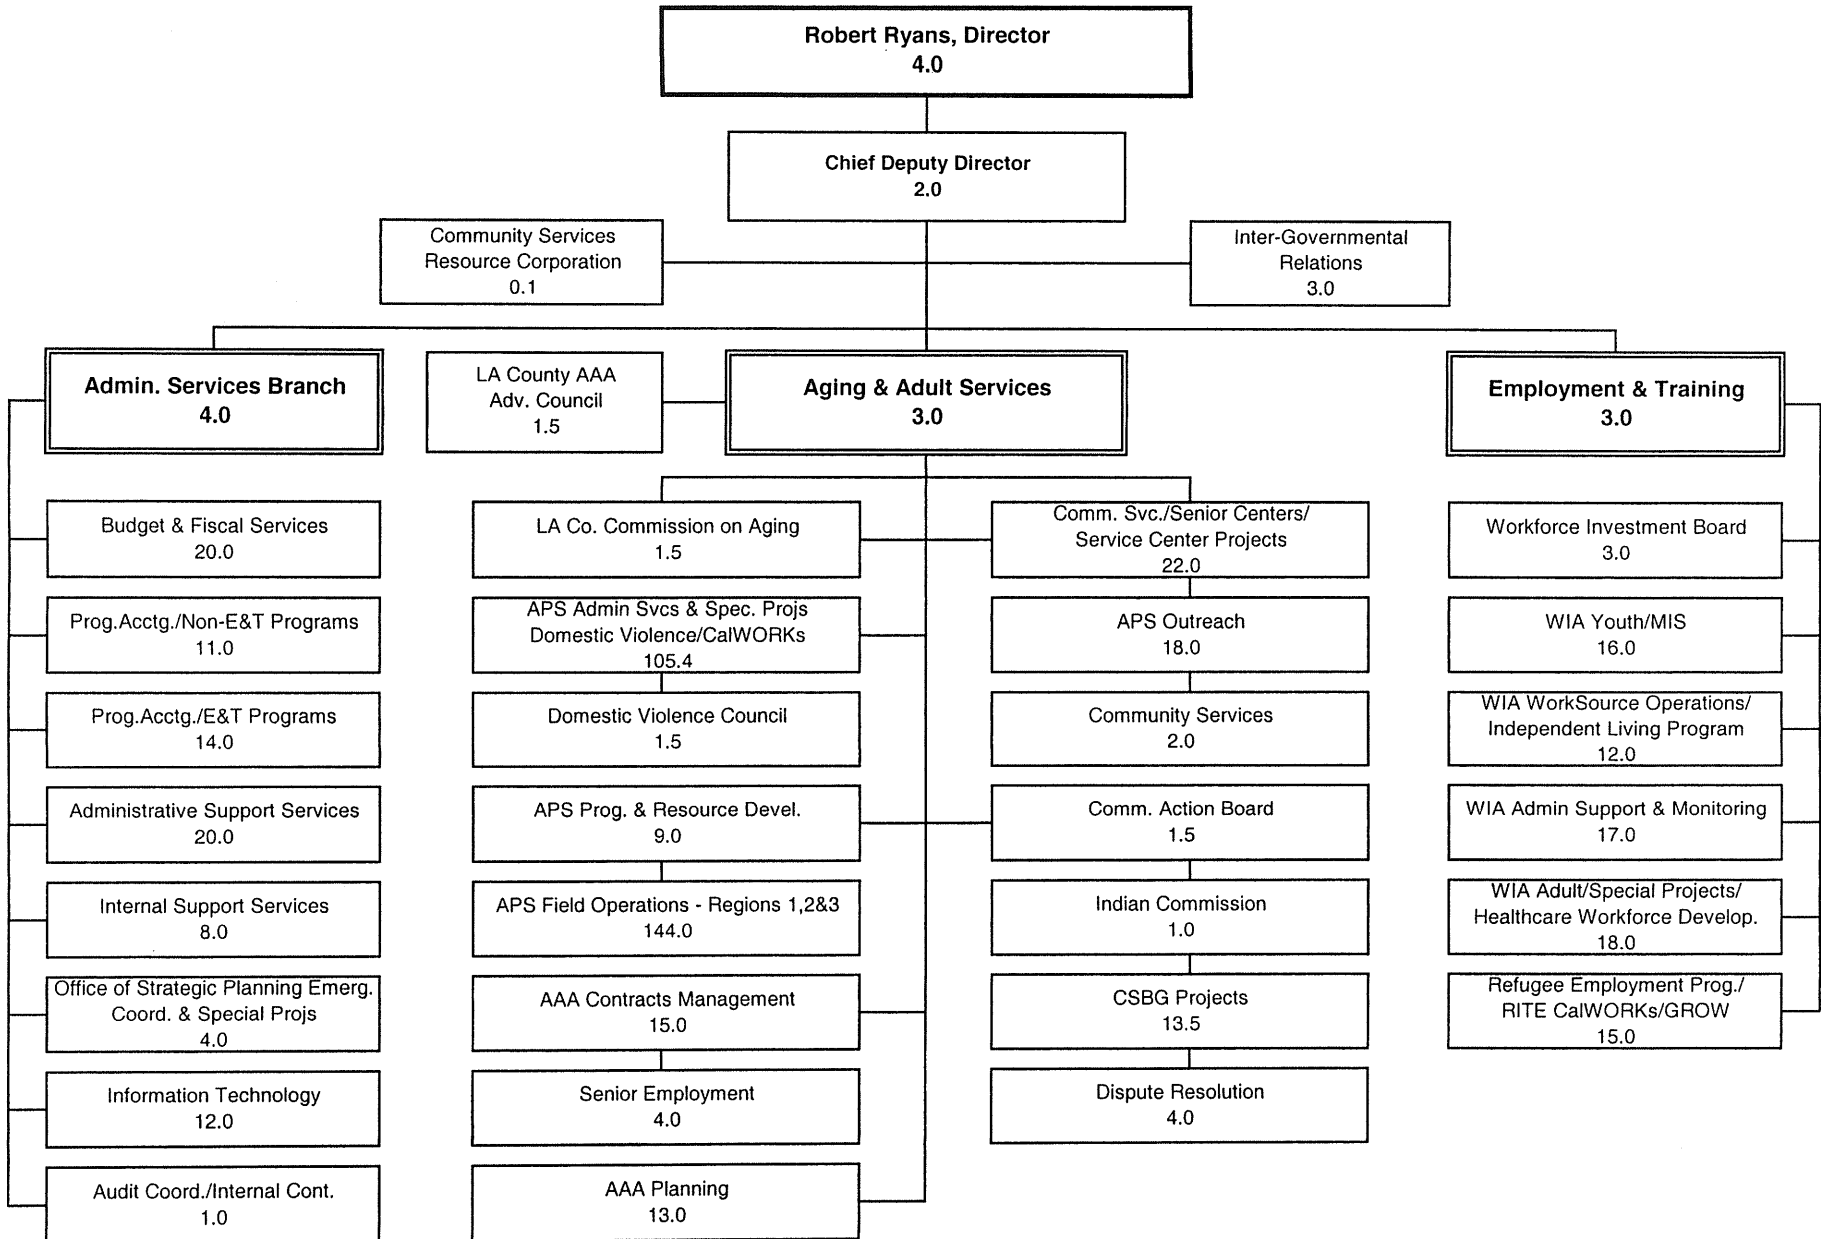 Robert Ryans, Director
4.0
Chief Deputy Director
2.0
Community Services
Resource Corporation
0.1
Inter-Governmental
Relations
3.0
Admin. Services Branch
4.0
LA County AAA
Adv. Council
1.5
Aging & Adult Services
3.0
Employment & Training
3.0
Budget & Fiscal Services
20.0
Prog.Acctg./Non-E&T Programs
11.0
Prog.Acctg./E&T Programs
14.0
Administrative Support Services
20.0
Internal Support Services
8.0
Office of Strategic Planning Emerg.
Coord. & Special Projs
4.0
Information Technology
12.0
Audit Coord./Internal Cont.
1.0
LA Co. Commission on Aging
1.5
APS Admin Svcs & Spec. Projs
Domestic Violence/CalWORKs
105.4
Domestic Violence Council
1.5
APS Prog. & Resource Devel.
9.0
APS Field Operations - Regions 1,2&3
144.0
AAA Contracts Management
15.0
Senior Employment
4.0
AAA Planning
13.0
Comm. Svc./Senior Centers/
Service Center Projects
22.0
APS Outreach
18.0
Community Services
2.0
Comm. Action Board
1.5
Indian Commission
1.0
CSBG Projects
13.5
Dispute Resolution
4.0
Workforce Investment Board
3.0
WIA Youth/MIS
16.0
WIA WorkSource Operations/
Independent Living Program
12.0
WIA Admin Support & Monitoring
17.0
WIA Adult/Special Projects/
Healthcare Workforce Develop.
18.0
Refugee Employment Prog./
RITE CalWORKs/GROW
15.0